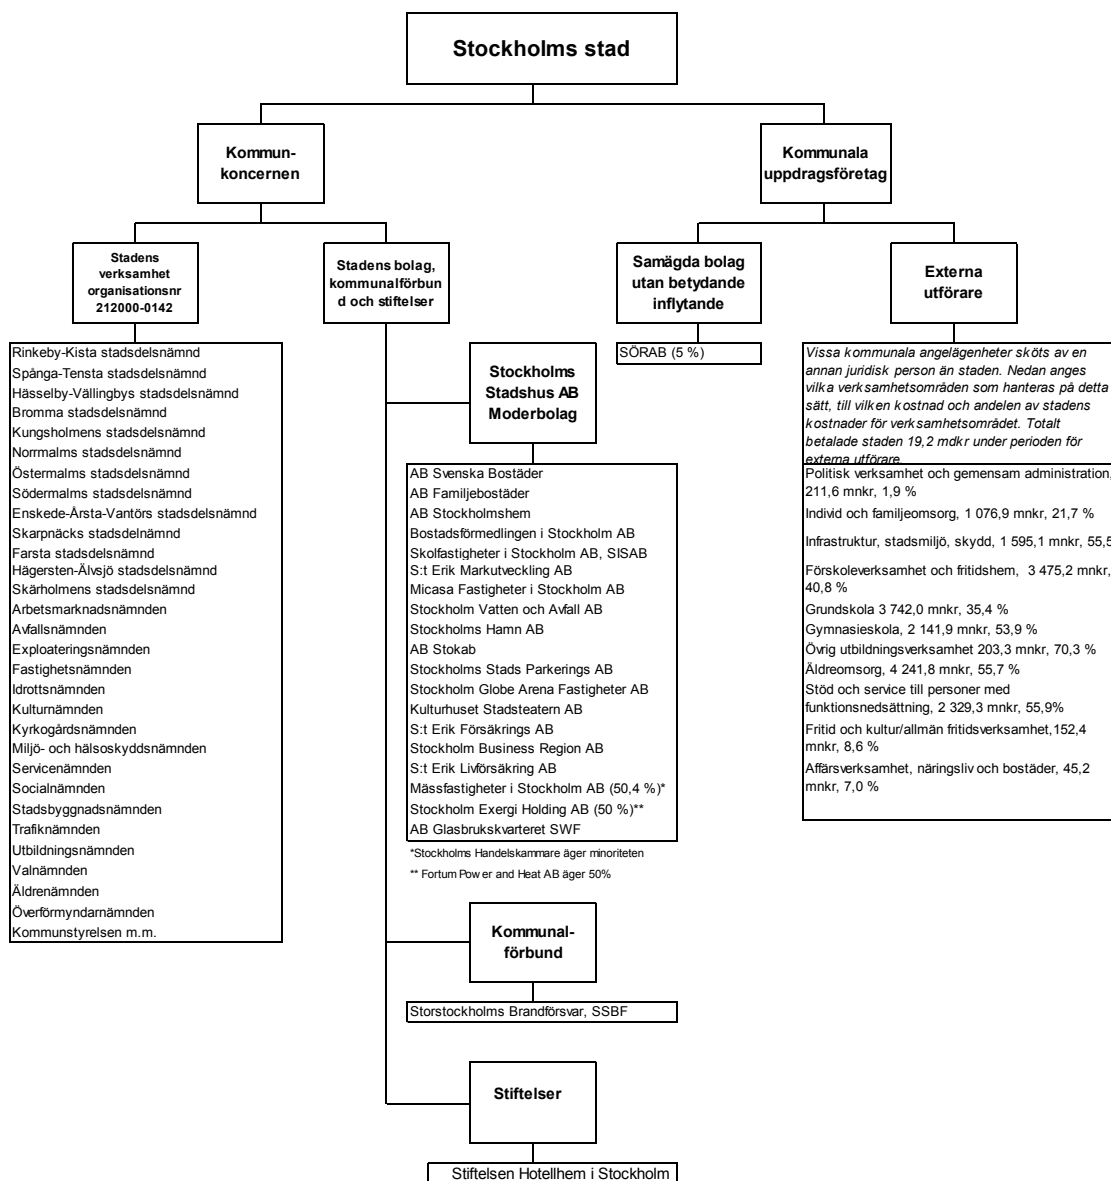 Stockholms stad
Kommun-
koncernen
Kommunala
uppdragsföretag
Stadens
verksamhet
organisationsnr
212000-0142
Stadens bolag,
kommunalförbun
d och stiftelser
Samägda bolag
utan betydande
inflytande
Externa
utförare
Rinkeby-Kista stadsdelsnämnd
Spånga-Tensta stadsdelsnämnd
Hässelby-Vällingbys stadsdelsnämnd
Bromma stadsdelsnämnd
Kungsholmens stadsdelsnämnd
Norrmalms stadsdelsnämnd
Östermalms stadsdelsnämnd
Södermalms stadsdelsnämnd
Enskede-Årsta-Vantörs stadsdelsnämnd
Skarpnäcks stadsdelnämnd
Farsta stadsdelsnämnd
Hägersten-Älvsjö stadsdelsnämnd
Skärholmens stadsdelsnämnd
Arbetsmarknadsnämnden
Avfallsnämnden
Exploateringsnämnden
Fastighetsnämnden
Idrottsnämnden
Kulturnämnden
Kyrkogårdsnämnden
Miljö- och hälsoskyddsnämnden
Servicenämnden
Socialnämnden
Stadsbyggnadsnämnden
Trafiknämnden
Utbildningsnämnden
Valnämnden
Äldrenämnden
Överförmyndarnämnden
Kommunstyrelsen m.m.
Stockholms
Stadshus AB
Moderbolag
AB Svenska Bostäder
AB Familjebostäder
AB Stockholmshem
Bostadsförmedlingen i Stockholm AB
Skolfastigheter i Stockholm AB, SISAB
S:t Erik Markutveckling AB
Micasa Fastigheter i Stockholm AB
Stockholm Vatten och Avfall AB
Stockholms Hamn AB
AB Stokab
Stockholms Stads Parkerings AB
Stockholm Globe Arena Fastigheter AB
Kulturhuset Stadsteatern AB
S:t Erik Försäkrings AB
Stockholm Business Region AB
S:t Erik Livförsäkring AB
Mässfastigheter i Stockholm AB (50,4 %)*
Stockholm Exergi Holding AB (50 %)**
AB Glasbrukskvarteret SWF
*Stockholms Handelskammare äger minoriteten
** Fortum Power and Heat AB äger 50%
Kommunal-
förbund
Storstockholms Brandförsvar, SSBF
Stiftelser
Stiftelsen Hotellhem i Stockholm
SÖRAB (5 %)
Vissa kommunala angelägenheter sköts av en
annan juridisk person än staden. Nedan anges
vilka verksamhetsområden som hanteras på detta
sätt, till vilken kostnad och andelen av stadens
kostnader för verksamhetsområdet. Totalt
betalade staden 19,2 mdkr under perioden för
externa utförare.
Politisk verksamhet och gemensam administration,
211,6 mnkr, 1,9 %
Individ och familjeomsorg, 1 076,9 mnkr, 21,7 %
Infrastruktur, stadsmiljö, skydd, 1 595,1 mnkr, 55,5
Förskoleverksamhet och fritidshem, 3 475,2 mnkr,
40,8 %
Grundskola 3 742,0 mnkr, 35,4 %
Gymnasieskola, 2 141,9 mnkr, 53,9 %
Övrig utbildningsverksamhet 203,3 mnkr, 70,3 %
Äldreomsorg, 4 241,8 mnkr, 55,7 %
Stöd och service till personer med
funktionsnedsättning, 2 329,3 mnkr, 55,9%
Fritid och kultur/allmän fritidsverksamhet,152,4
mnkr, 8,6 %
Affärsverksamhet, näringsliv och bostäder, 45,2
mnkr, 7,0 %